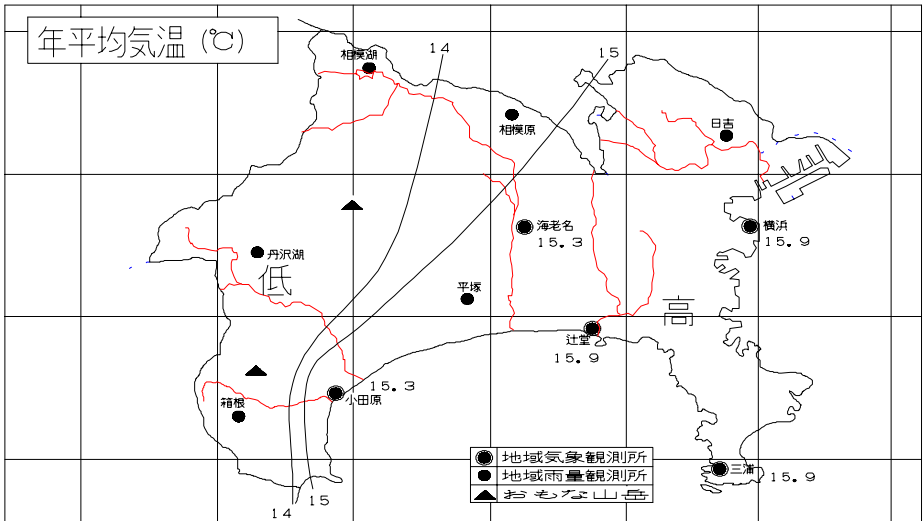 年平均気温 (℃)
14
15
相模湖
相模原
日吉
海老名
15.3
横浜
15.9
丹沢湖
低
平塚
高
辻堂
15.9
15.3
小田原
箱根
三浦
15.9
地域気象観測所
地域雨量観測所
おもな山岳
15
14